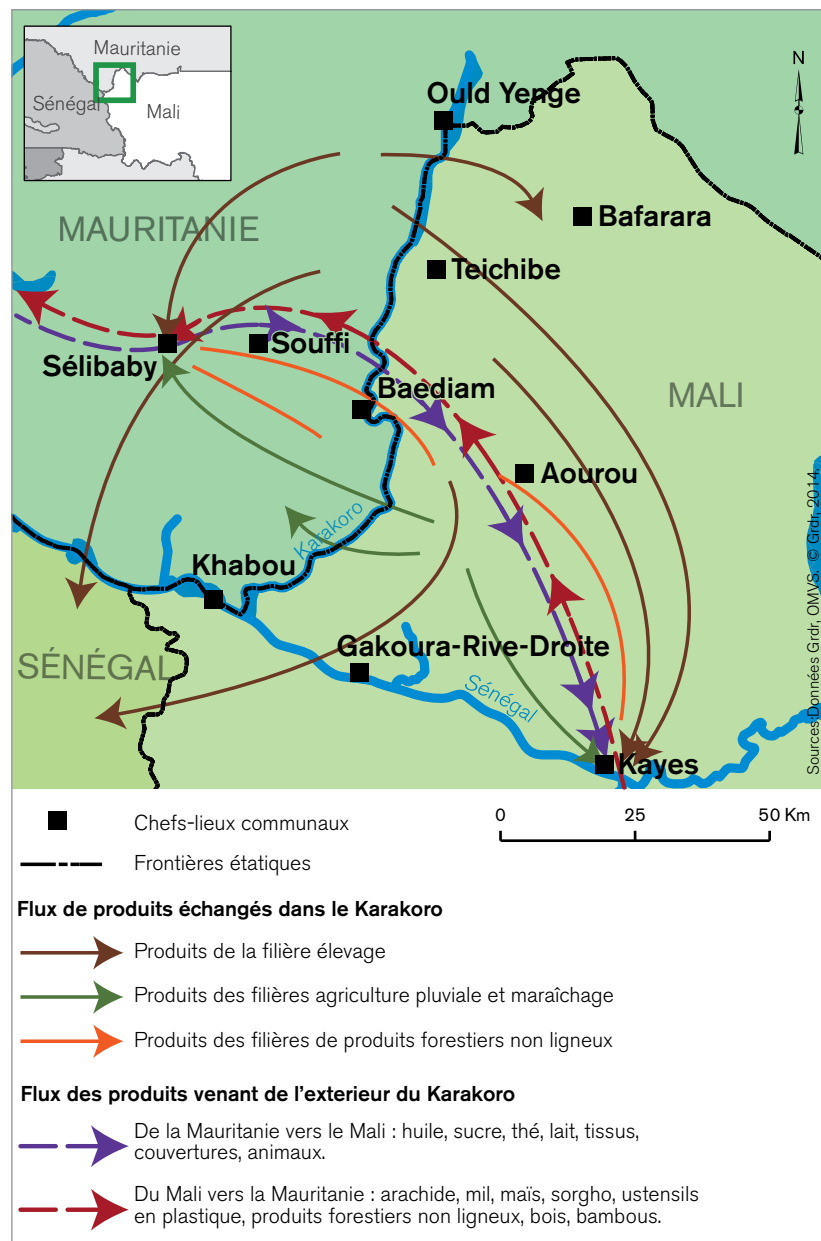 Mauritanie
Sénégal
Mali
N
Ould Yenge
Bafarara
MAURITANIE
Teichibe
Sélibaby
Souffi
Baediam
MALI
Aourou
Karakoro
Khabou
Gakoura-Rive-Droite
SÉNÉGAL
Sénégal
Kayes
Sources:Données Grdr, OMVS. © Grdr, 2014.
Chefs-lieux communaux
0 25 50 Km
Frontières étatiques
Flux de produits échangés dans le Karakoro
Produits de la filière élevage
Produits des filières agriculture pluviale et maraîchage
Produits des filières de produits forestiers non ligneux
Flux des produits venant de l'exterieur du Karakoro
De la Mauritanie vers le Mali : huile, sucre, thé, lait, tissus,
couvertures, animaux.
Du Mali vers la Mauritanie : arachide, mil, maïs, sorgho, ustensils
en plastique, produits forestiers non ligneux, bois, bambous.